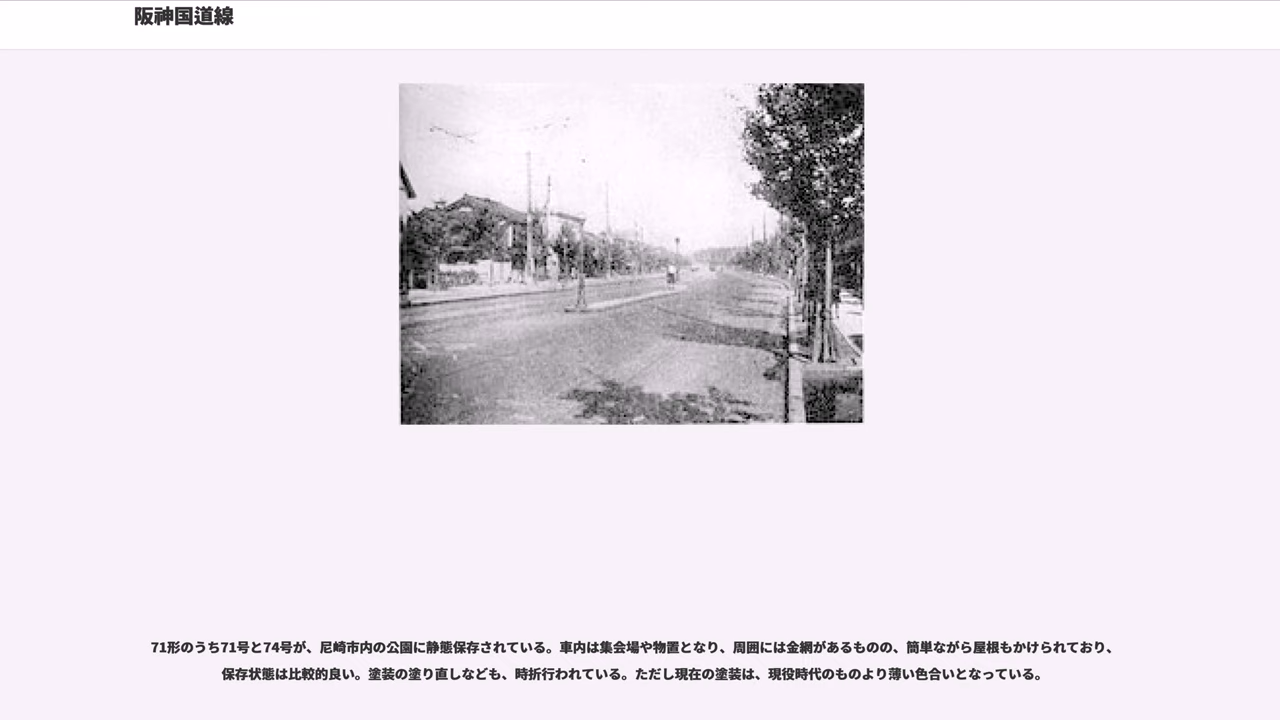 阪神国道線
71形のうち71号と74号が、尼崎市内の公園に静態保存されている。車内は集会場や物置となり、周囲には金網があるものの、簡単ながら屋根もかけられており、
保存状態は比較的良い。塗装の塗り直しなども、時折行われている。ただし現在の塗装は、現役時代のものより薄い色合いとなっている。